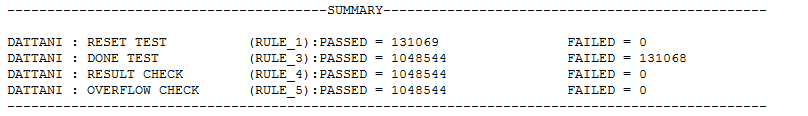 ----------------------------------------SUMMARY------------------------------------------------
DATTANI : RESET TEST (RULE_1):PASSED = 131069 FAILED = 0
DATTANI : DONE TEST (RULE_3):PASSED = 1048544 FAILED = 131068
DATTANI : RESULT CHECK (RULE_4):PASSED = 1048544 FAILED = 0
DATTANI : OVERFLOW CHECK (RULE_5):PASSED = 1048544 FAILED = 0
-----------------------------------------------------------------------------------------------